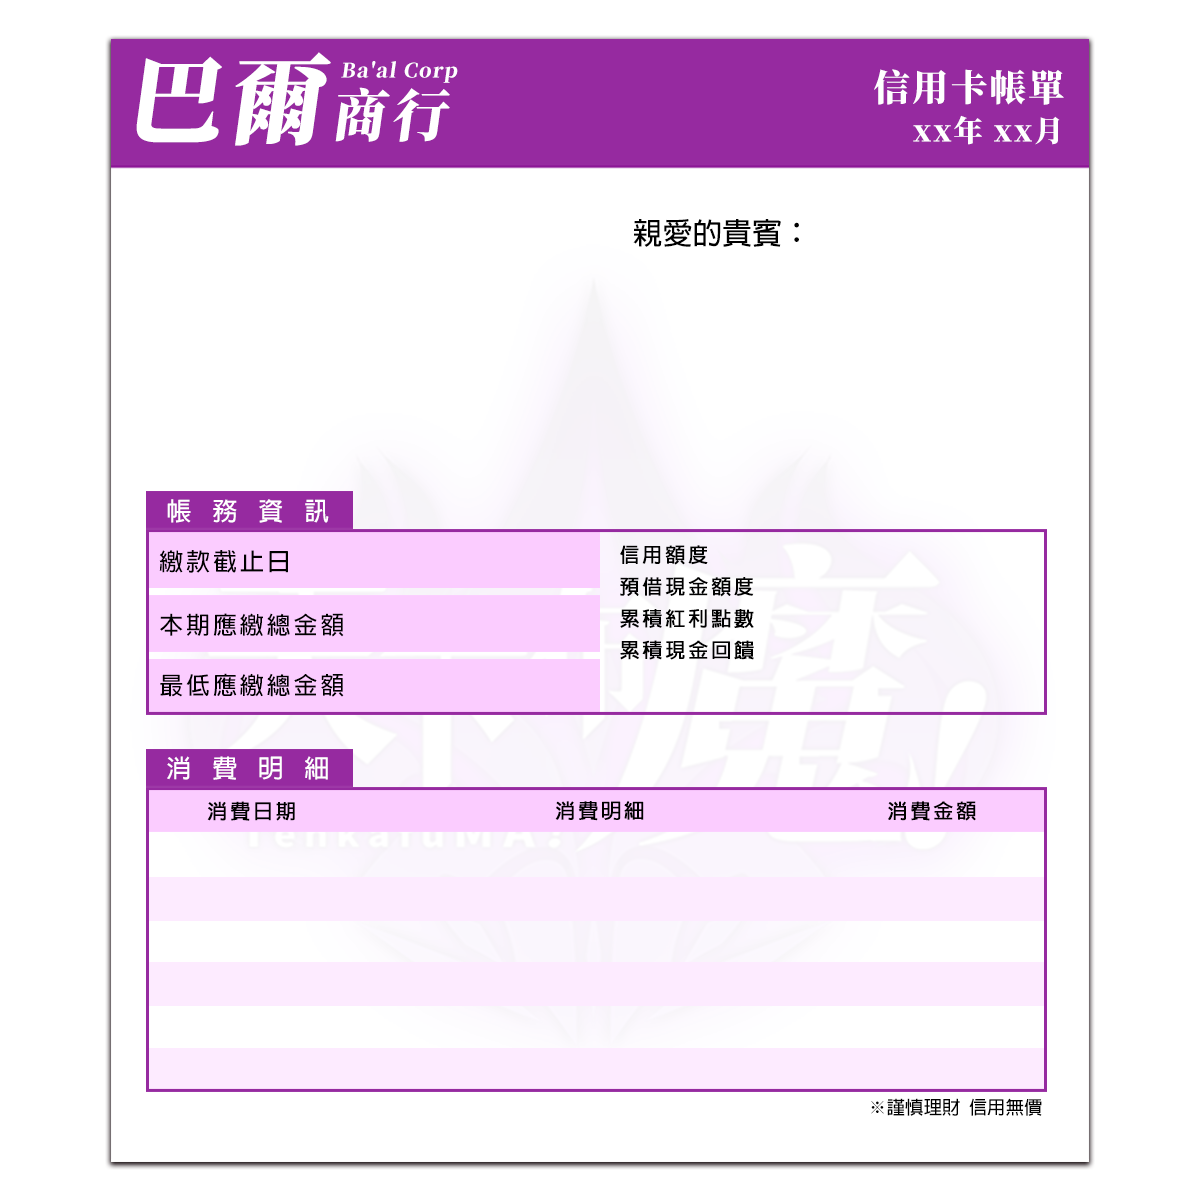 巴爾商行
Ba'al Corp
信用卡帳單
xx年 xx月
親愛的貴賓：
帳務資訊
繳款截止日
本期應繳總金額
最低應繳總金額
信用額度
預借現金額度
累積紅利點數
累積現金回饋
消費明細
消費日期 消費明細 消費金額
※謹慎理財 信用無價